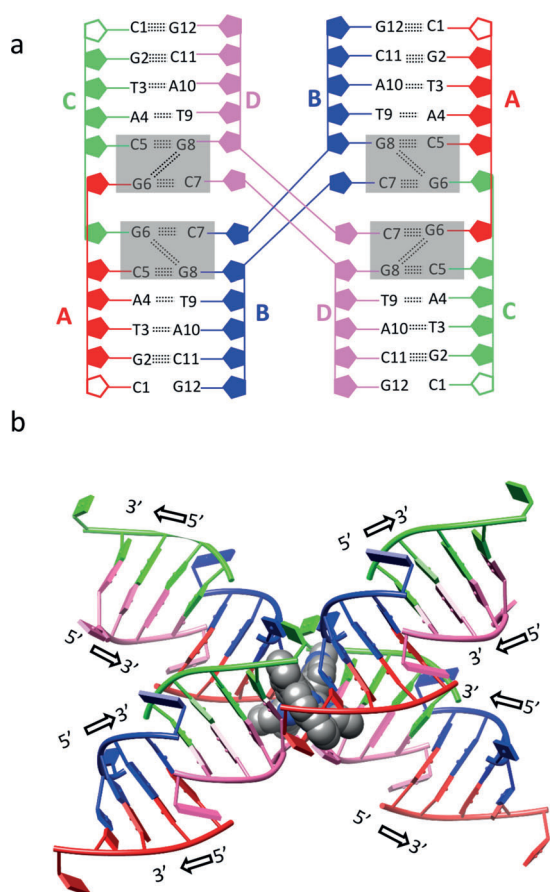 a
C1 G12 G12 C1
G2 C11 C11 G2
T3 A10 A10 T3
C D B A
A4 T9 T9 A4
C5 G8 G8 C5
G6 C7 C7 G6
G6 C7 C7 G6
C5 G8 G8 C5
A4 T9 T9 A4
A B D C
T3 A10 A10 T3
G2 C11 C11 G2
C1 G12 G12 C1
b
3’ 5’ 5’ 3’
5’ 3’ 3’ 5’
5’ 3’ 3’ 5’
3’ 5’ 5’ 3’